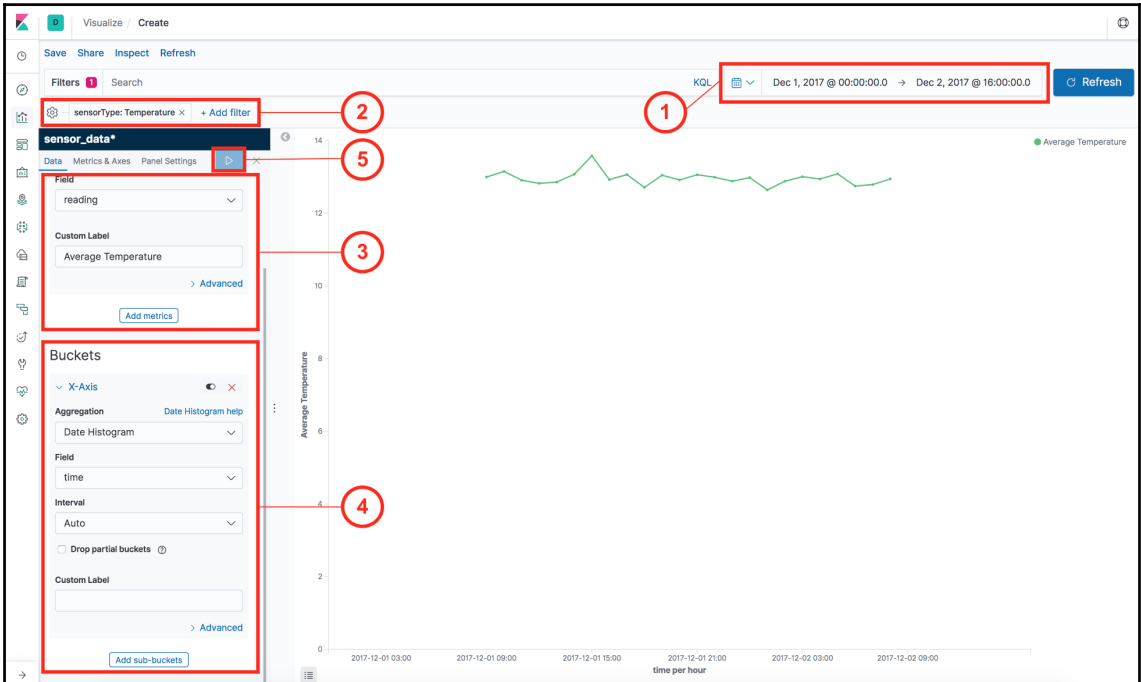 D Visualize / Create
Save Share Inspect Refresh
Filters 1 Search KQL Dec 1, 2017 @ 00:00:00.0 → Dec 2, 2017 @ 16:00:00.0 Refresh
1
sensorType: Temperature × + Add filter
2
sensor_data*
Data Metrics & Axes Panel Settings
5
Field
reading
Custom Label
Average Temperature
> Advanced
Add metrics
3
Buckets
X-Axis
Aggregation Date Histogram help
Date Histogram
Field
time
Interval
Auto
Drop partial buckets
Custom Label
> Advanced
Add sub-buckets
4
Average Temperature
14
12
10
8
6
4
2
0
Average Temperature
2017-12-01 03:00 2017-12-01 09:00 2017-12-01 15:00 2017-12-01 21:00 2017-12-02 03:00 2017-12-02 09:00
time per hour